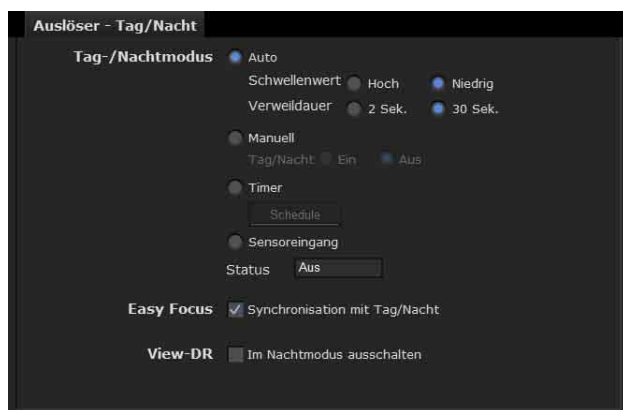 Auslöser - Tag/Nacht
Tag-/Nachtmodus Auto
Schwellenwert Hoch Niedrig
Verweildauer 2 Sek. 30 Sek.
Manuell
Tag/Nacht Ein Aus
Timer
Schedule
Sensoreingang
Status Aus
Easy Focus Synchronisation mit Tag/Nacht
View-DR Im Nachtmodus ausschalten